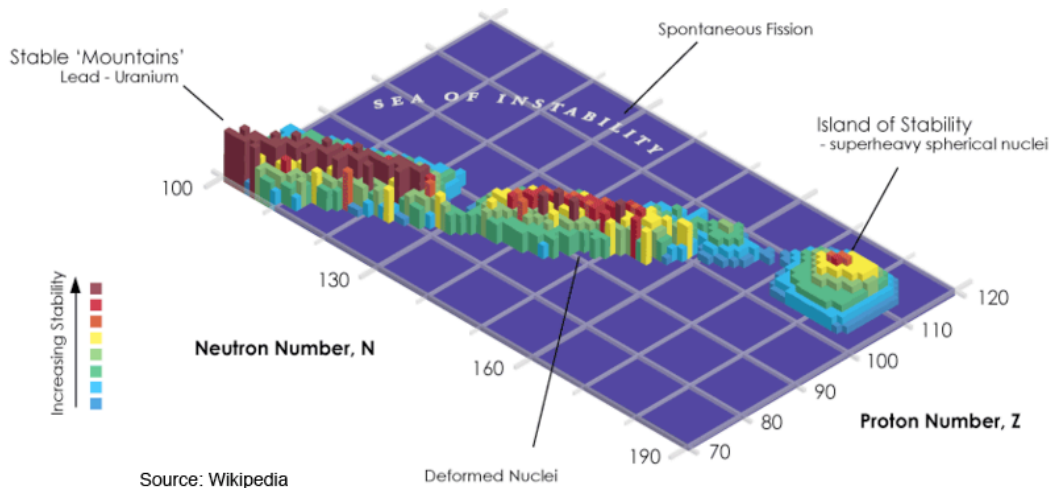 Spontaneous Fission
Stable ‘Mountains’
Lead - Uranium
SEA OF INSTABILITY
Island of Stability
- superheavy spherical nuclei
100
130
160
190
70
80
90
100
110
120
Increasing Stability
Neutron Number, N
Proton Number, Z
Deformed Nuclei
Source: Wikipedia